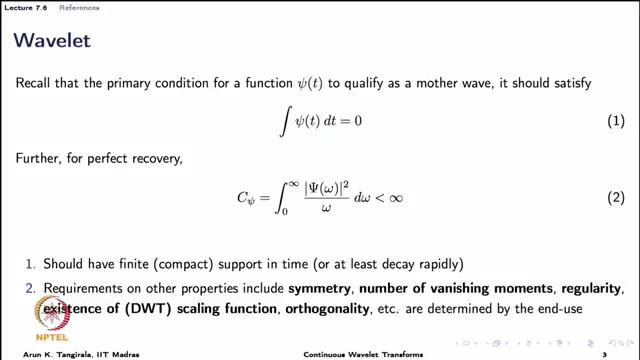 Lecture 7.6 References
Wavelet
Recall that the primary condition for a function ψ(t) to qualify as a mother wave, it should satisfy
∫ ψ(t) dt = 0 (1)
Further, for perfect recovery,
C_ψ = ∫_0^∞ |Ψ(ω)|²/ω dω < ∞ (2)
1. Should have finite (compact) support in time (or at least decay rapidly)
2. Requirements on other properties include symmetry, number of vanishing moments, regularity,
existence of (DWT) scaling function, orthogonality, etc. are determined by the end-use
NPTEL
Arun K. Tangirala, IIT Madras Continuous Wavelet Transforms 3